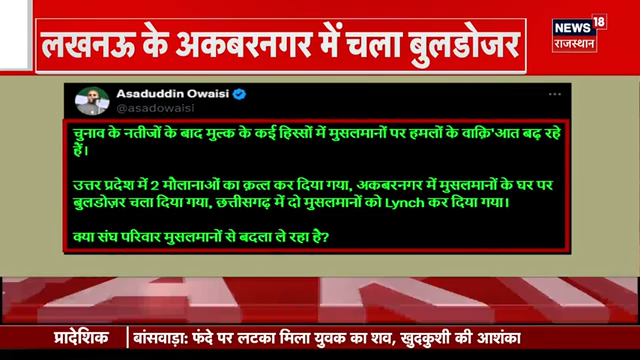 लखनऊ के अकबरनगर में चला बुलडोजर
NEWS 18
राजस्थान
Asaduddin Owaisi
@asadowaisi
चुनाव के नतीजों के बाद मुल्क के कई हिस्सों में मुसलमानों पर हमलों के वाक़ि'आत बढ़ रहे
हैं।
उत्तर प्रदेश में 2 मौलानाओं का क़त्ल कर दिया गया, अकबरनगर में मुसलमानों के घर पर
बुलडोज़र चला दिया गया, छत्तीसगढ़ में दो मुसलमानों को Lynch कर दिया गया।
क्या संघ परिवार मुसलमानों से बदला ले रहा है?
प्रादेशिक
बांसवाड़ा: फंदे पर लटका मिला युवक का शव, खुदकुशी की आशंका